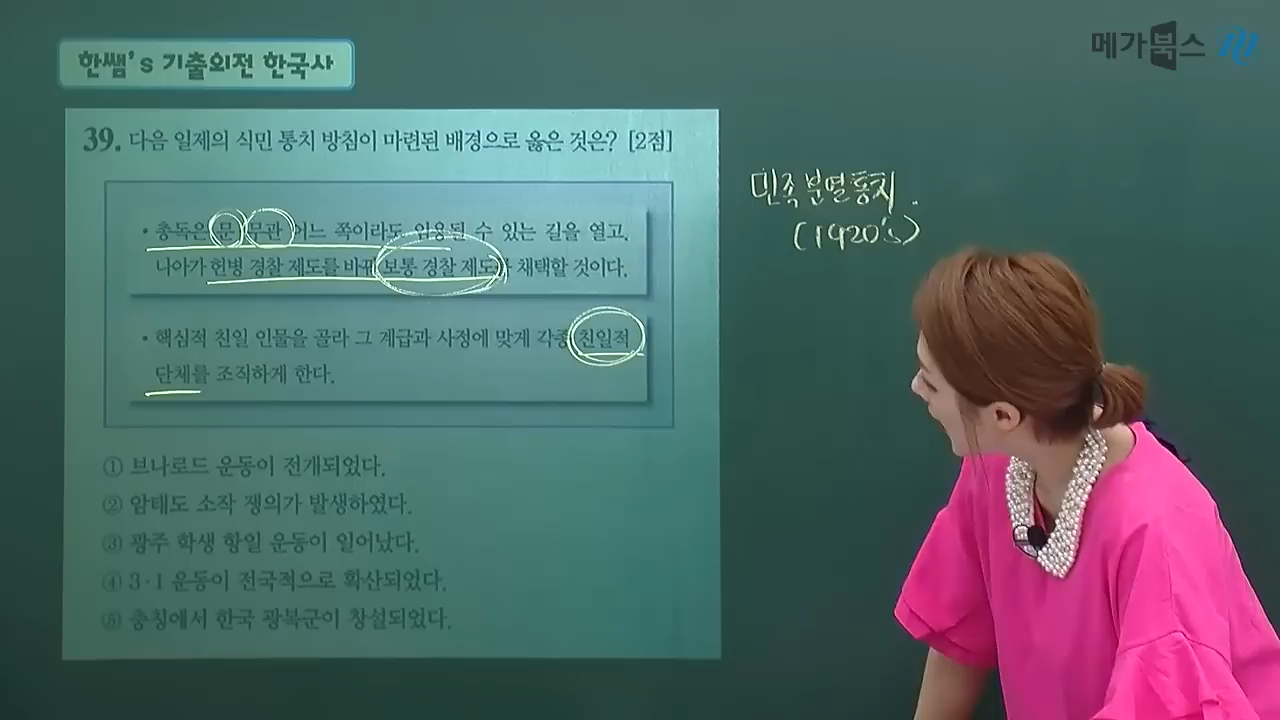 한쌤's 기출외전 한국사
메가북스
39. 다음 일제의 식민 통치 방침이 마련된 배경으로 옳은 것은? [2점]
• 총독은 문·무관 어느 쪽이라도 임용될 수 있는 길을 열고,
나아가 헌병 경찰 제도를 바꿔 보통 경찰 제도를 채택할 것이다.
• 핵심적 친일 인물을 골라 그 계급과 사정에 맞게 각종 친일적
단체를 조직하게 한다.
① 브나로드 운동이 전개되었다.
② 암태도 소작 쟁의가 발생하였다.
③ 광주 학생 항일 운동이 일어났다.
④ 3·1 운동이 전국적으로 확산되었다.
⑤ 충칭에서 한국 광복군이 창설되었다.
민족분열통치.
(1920's)